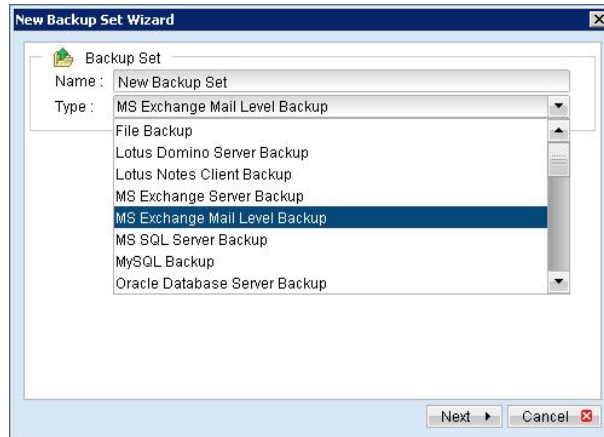 New Backup Set Wizard
Backup Set
Name : New Backup Set
Type : MS Exchange Mail Level Backup
File Backup
Lotus Domino Server Backup
Lotus Notes Client Backup
MS Exchange Server Backup
MS Exchange Mail Level Backup
MS SQL Server Backup
MySQL Backup
Oracle Database Server Backup
Next Cancel